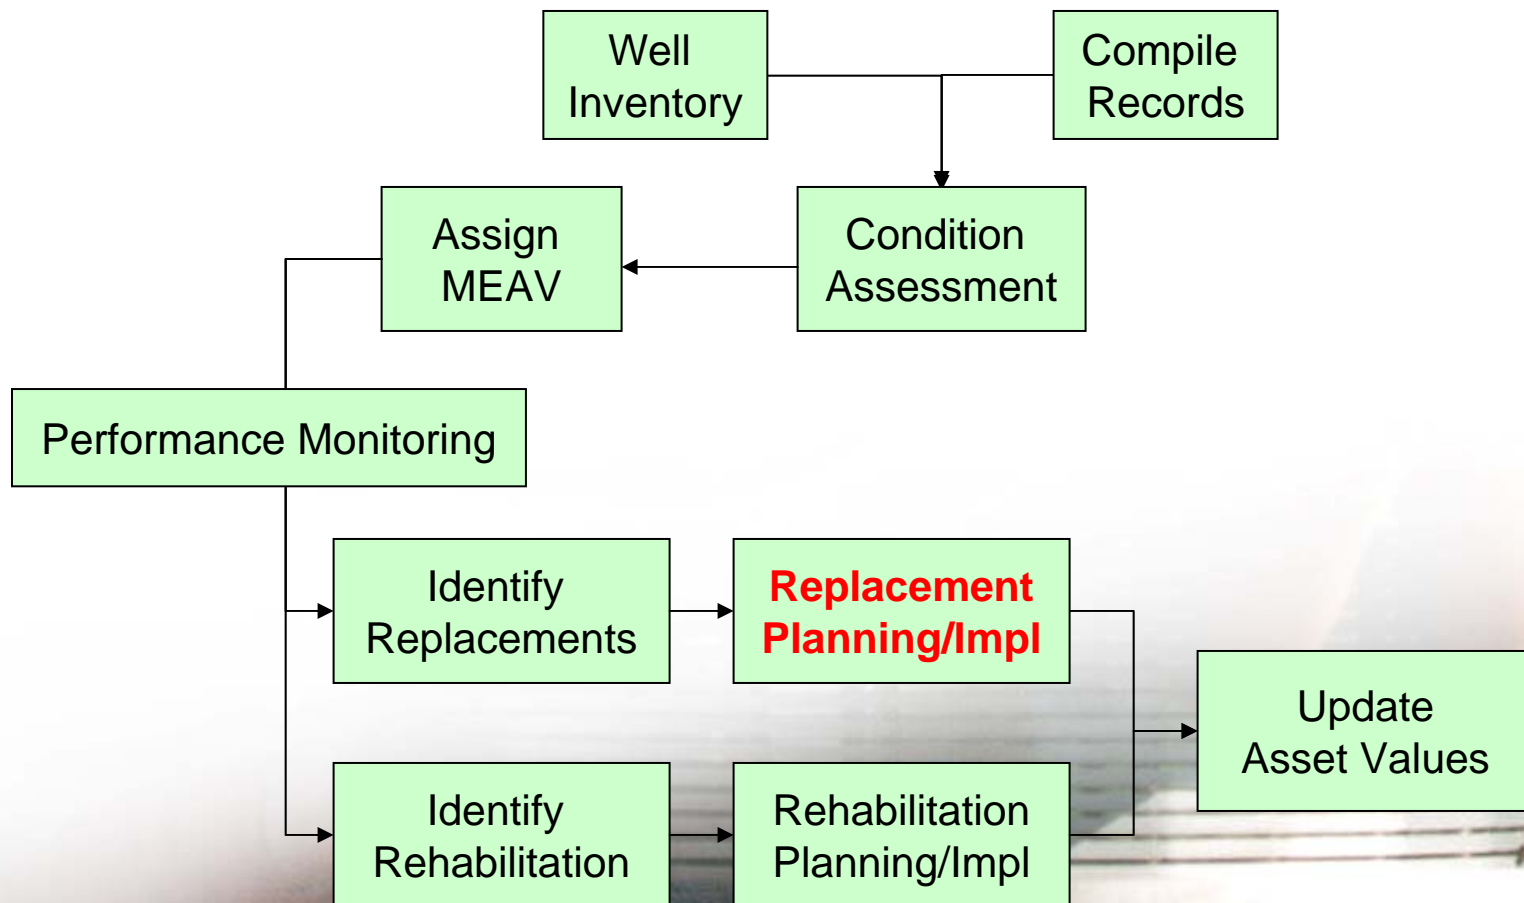 Well
Inventory
Compile
Records
Assign
MEAV
Condition
Assessment
Performance Monitoring
Identify
Replacements
Replacement
Planning/Impl
Update
Asset Values
Identify
Rehabilitation
Rehabilitation
Planning/Impl